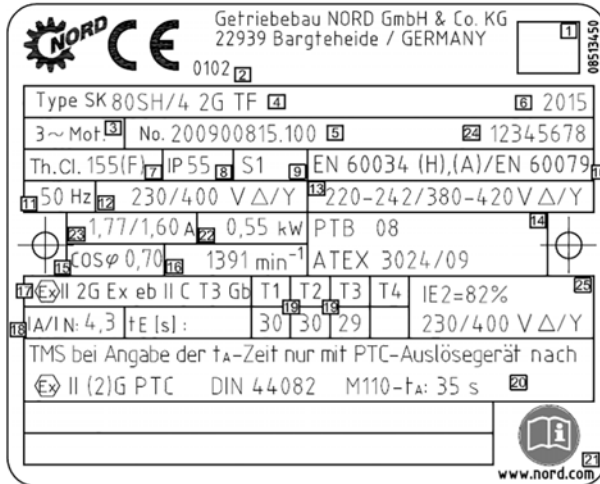 NORD CE Getriebebau NORD GmbH & Co. KG 1
22939 Bargteheide / GERMANY
0102 2
08513450
Type SK 80SH/4 2G TF 4 6 2015
3~ Mot. 3 No. 200900815.100 5 24 12345678
Th.Cl. 155(F) 7 IP 55 8 S1 9 EN 60034 (H),(A)/EN 60079 10
11 50 Hz 12 230/400 V Δ/Y 13 220-242/380-420V Δ/Y
23 1,77/1,60 A 22 0,55 kW PTB 08 14
15 cosφ 0,70 16 1391 min⁻¹ ATEX 3024/09
17 Ex II 2G Ex eb II C T3 Gb T1 T2 T3 T4 IE2=82% 25
19 19
18 IA/IN: 4,3 tE [s] : 30 30 29 230/400 V Δ/Y
TMS bei Angabe der tA-Zeit nur mit PTC-Auslösegerät nach
Ex II (2)G PTC DIN 44082 M110-tA: 35 s 20
21
www.nord.com